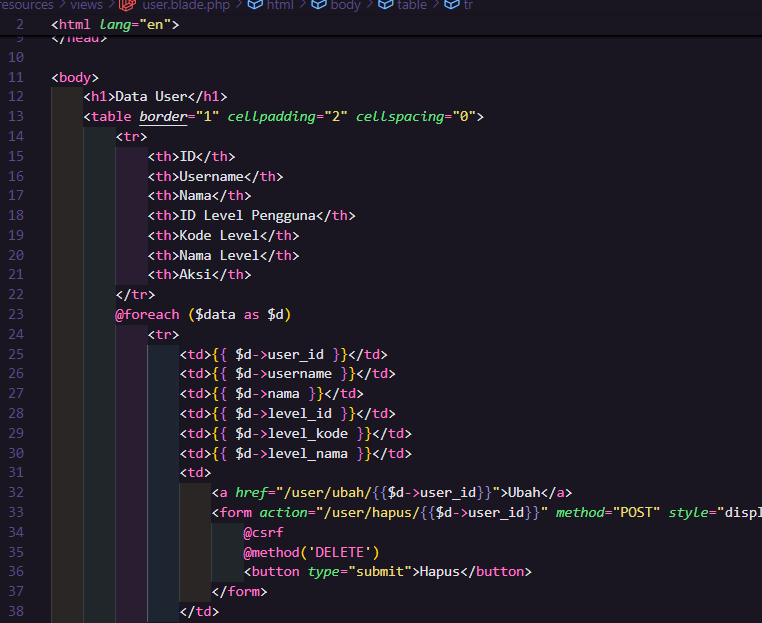 resources > views > user.blade.php > html > body > table > tr
2 <html lang="en">
9 </head>
10
11 <body>
12 <h1>Data User</h1>
13 <table border="1" cellpadding="2" cellspacing="0">
14 <tr>
15 <th>ID</th>
16 <th>Username</th>
17 <th>Nama</th>
18 <th>ID Level Pengguna</th>
19 <th>Kode Level</th>
20 <th>Nama Level</th>
21 <th>Aksi</th>
22 </tr>
23 @foreach ($data as $d)
24 <tr>
25 <td>{{ $d->user_id }}</td>
26 <td>{{ $d->username }}</td>
27 <td>{{ $d->nama }}</td>
28 <td>{{ $d->level_id }}</td>
29 <td>{{ $d->level_kode }}</td>
30 <td>{{ $d->level_nama }}</td>
31 <td>
32 <a href="/user/ubah/{{$d->user_id}}">Ubah</a>
33 <form action="/user/hapus/{{$d->user_id}}" method="POST" style="displ
34 @csrf
35 @method('DELETE')
36 <button type="submit">Hapus</button>
37 </form>
38 </td>